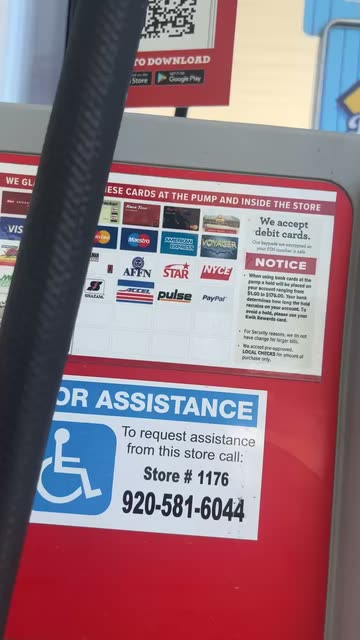 TO DOWNLOAD
Store
Google Play
WE GL
ESE CARDS AT THE PUMP AND INSIDE THE STORE
VISA
Maestro
AMERICAN EXPRESS
VOYAGER
AFFN
STAR
NYCE
SHAZAM.
ACCEL
pulse
PayPal
We accept
debit cards.
Our keypads are encrypted so
your PIN number is safe.
NOTICE
• When using bank cards at the
pump a hold will be placed on
your account ranging from
$1.00 to $176.00. Your bank
determines how long the hold
remains on your account. To
avoid a hold, please use your
Kwik Rewards card.
• For Security reasons, we do not
have change for larger bills.
• We accept pre-approved,
LOCAL CHECKS for amount of
purchase only.
OR ASSISTANCE
To request assistance
from this store call:
Store # 1176
920-581-6044